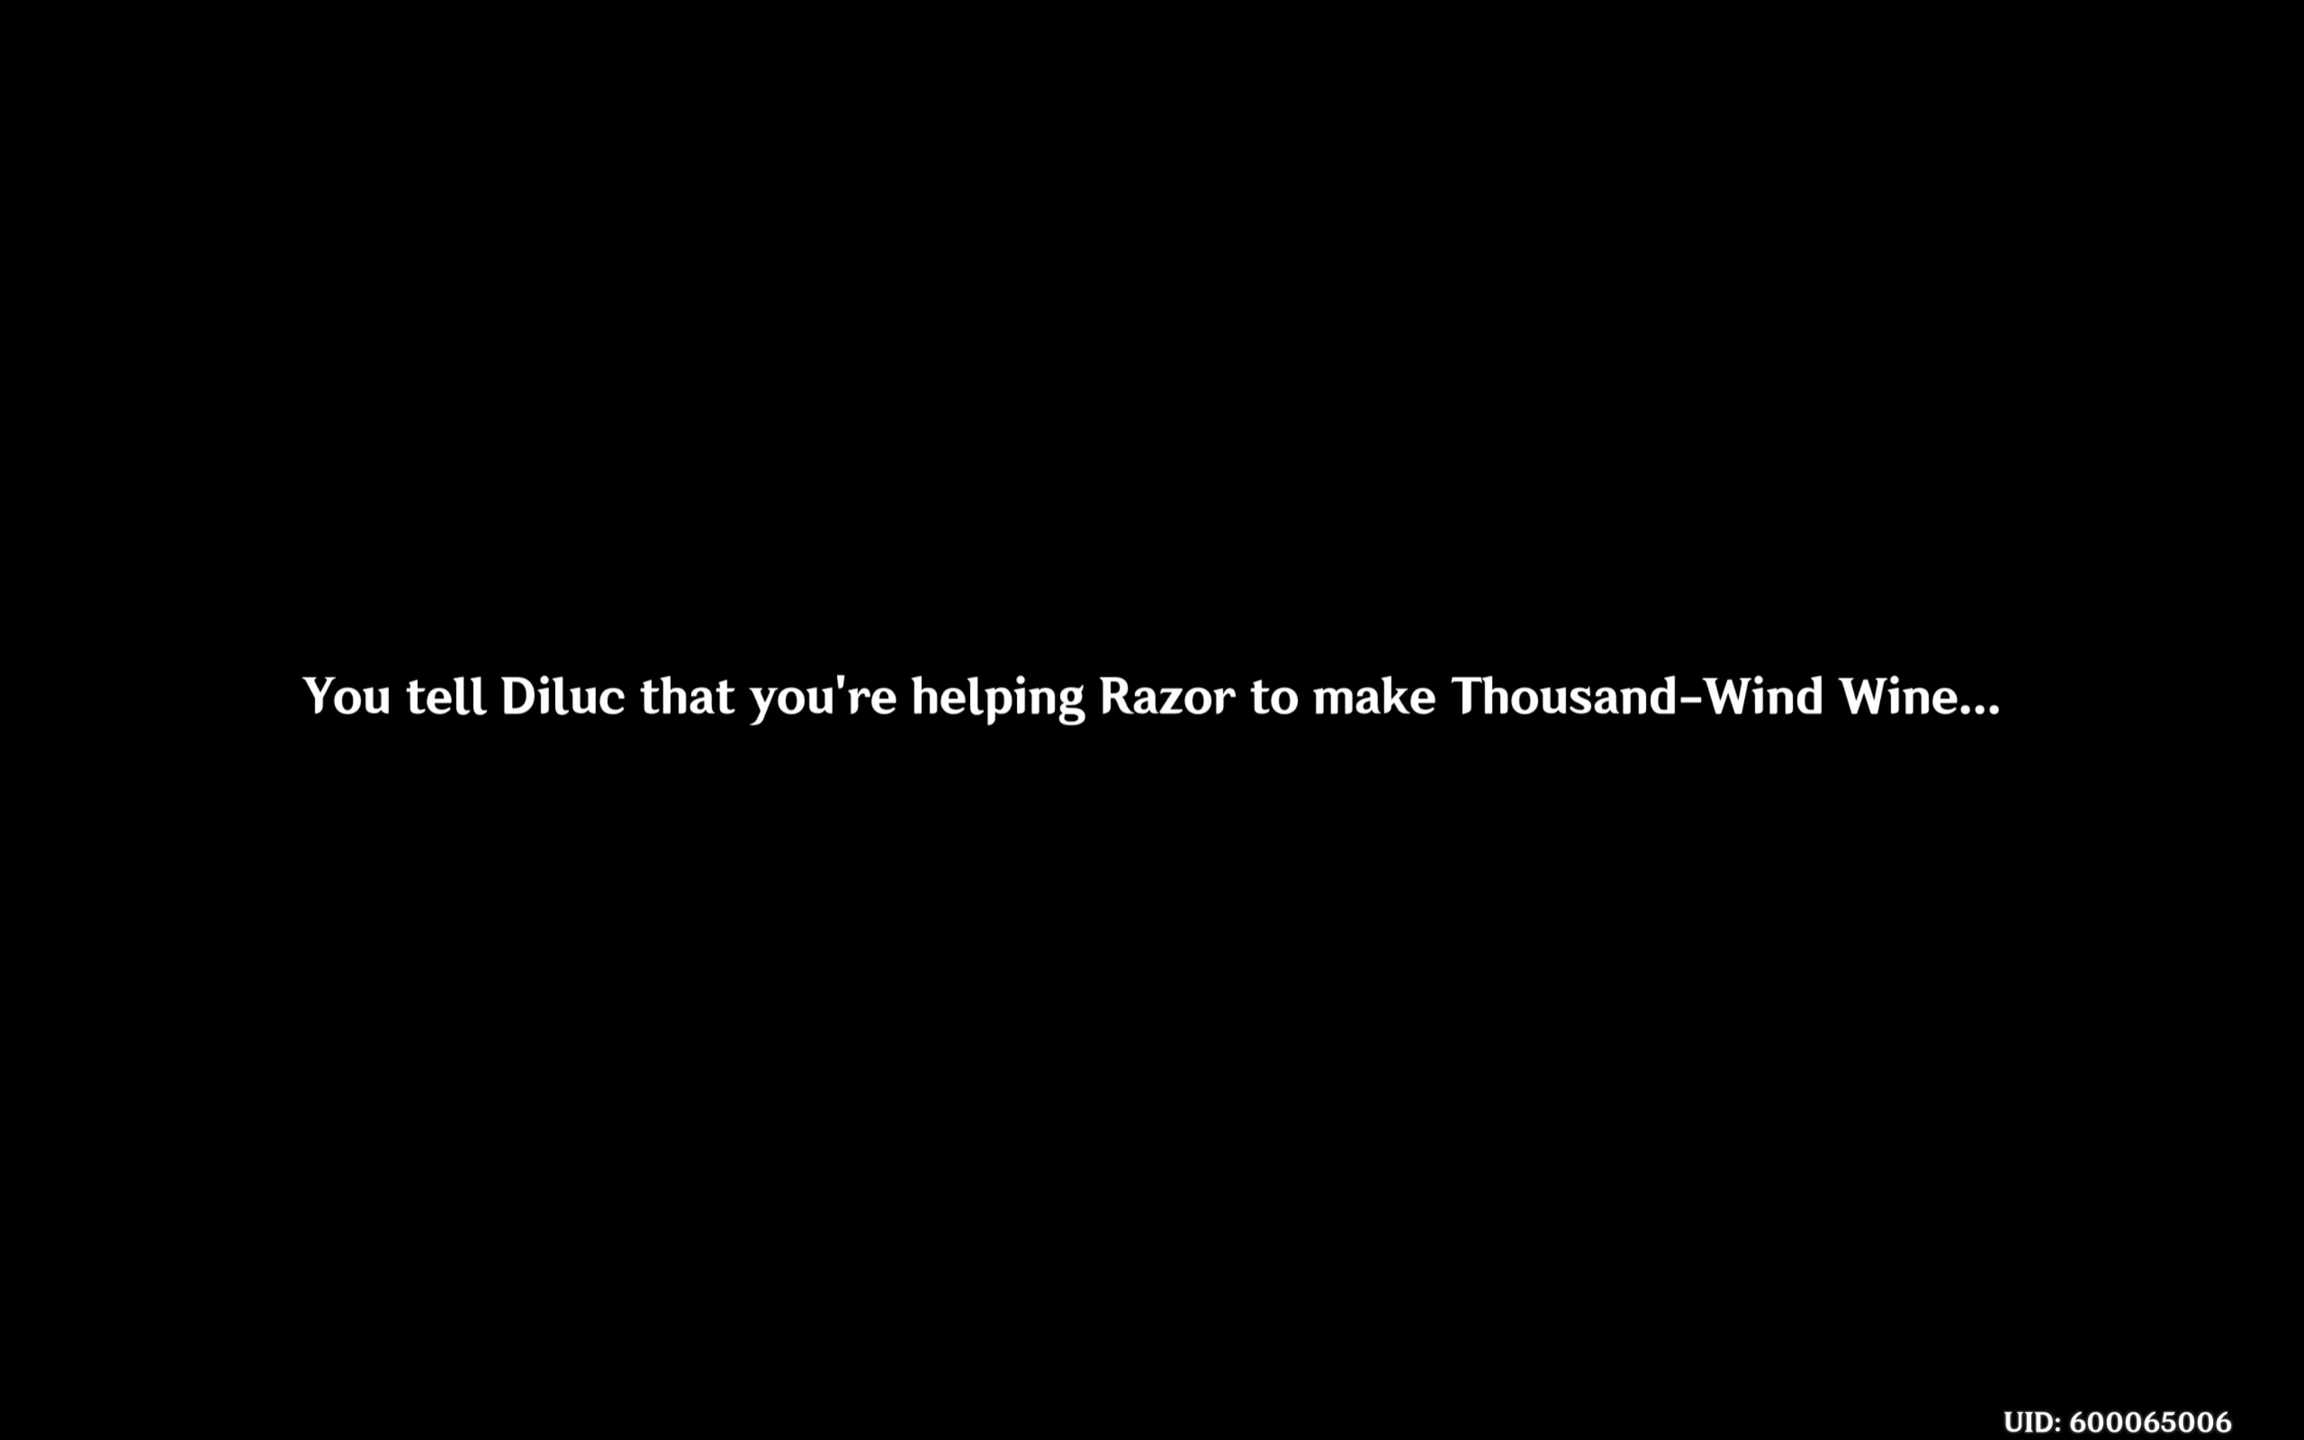 You tell Diluc that you're helping Razor to make Thousand-Wind Wine...
UID: 600065006